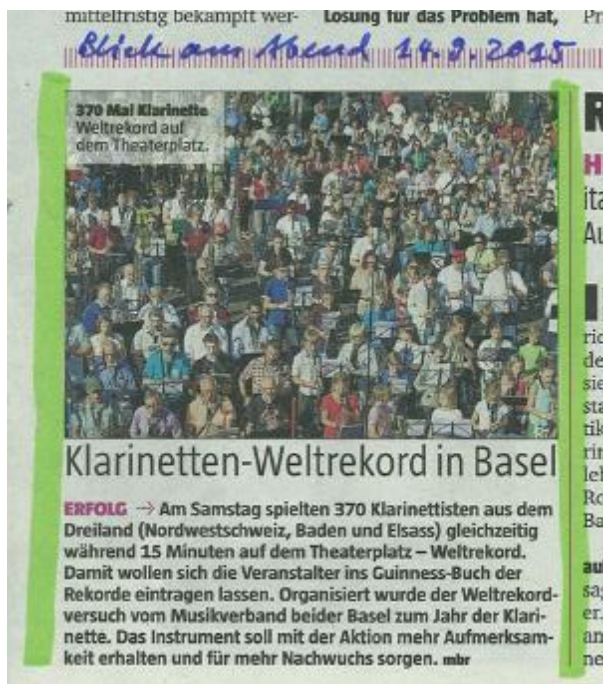 mittelfristig bekämpft wer-
Lösung für das Problem hat,
Blick am Abend 14.9.2015
370 Mal Klarinette
Weltrekord auf
dem Theaterplatz.
Klarinetten-Weltrekord in Basel
ERFOLG → Am Samstag spielten 370 Klarinettisten aus dem
Dreiland (Nordwestschweiz, Baden und Elsass) gleichzeitig
während 15 Minuten auf dem Theaterplatz – Weltrekord.
Damit wollen sich die Veranstalter ins Guinness-Buch der
Rekorde eintragen lassen. Organisiert wurde der Weltrekord-
versuch vom Musikverband beider Basel zum Jahr der Klari-
nette. Das Instrument soll mit der Aktion mehr Aufmerksam-
keit erhalten und für mehr Nachwuchs sorgen. mbr